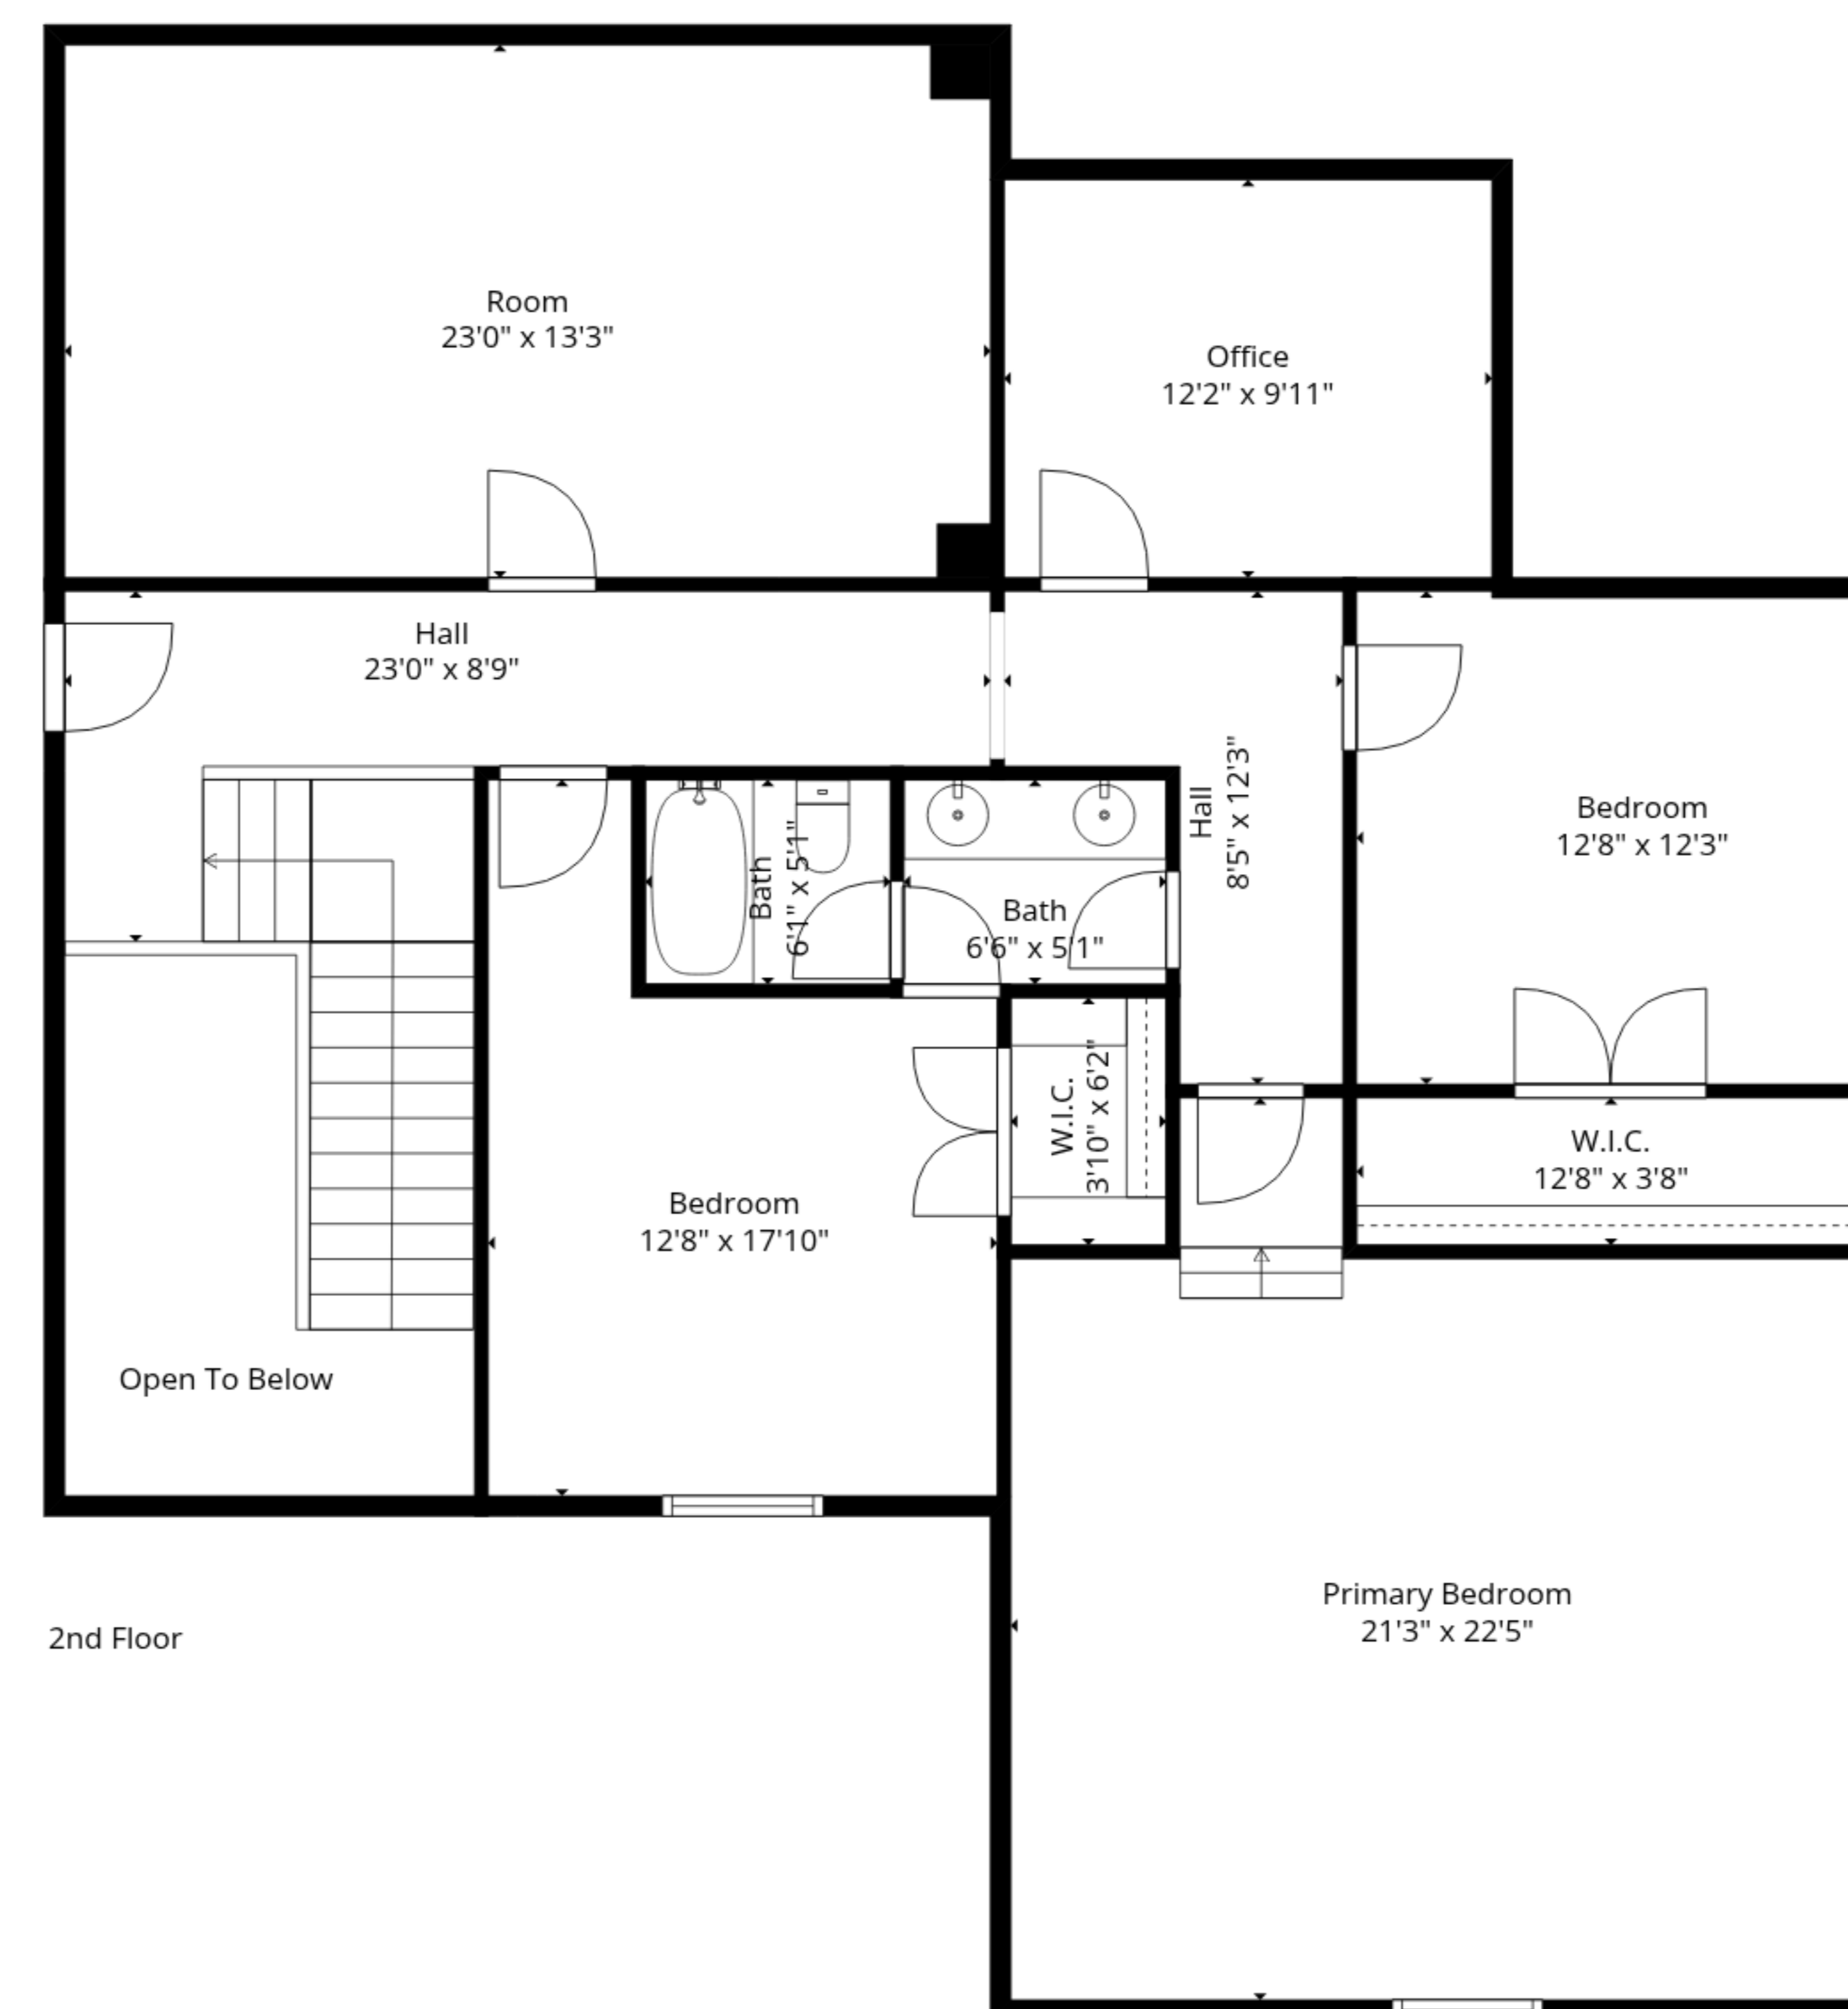 Room
23'0" x 13'3"
Office
12'2" x 9'11"
Hall
23'0" x 8'9"
Hall
8'5" x 12'3"
Bedroom
12'8" x 12'3"
Bath
6'1" x 5'1"
Bath
6'6" x 5'1"
W.I.C.
3'10" x 6'2"
W.I.C.
12'8" x 3'8"
Bedroom
12'8" x 17'10"
Open To Below
Primary Bedroom
21'3" x 22'5"
2nd Floor